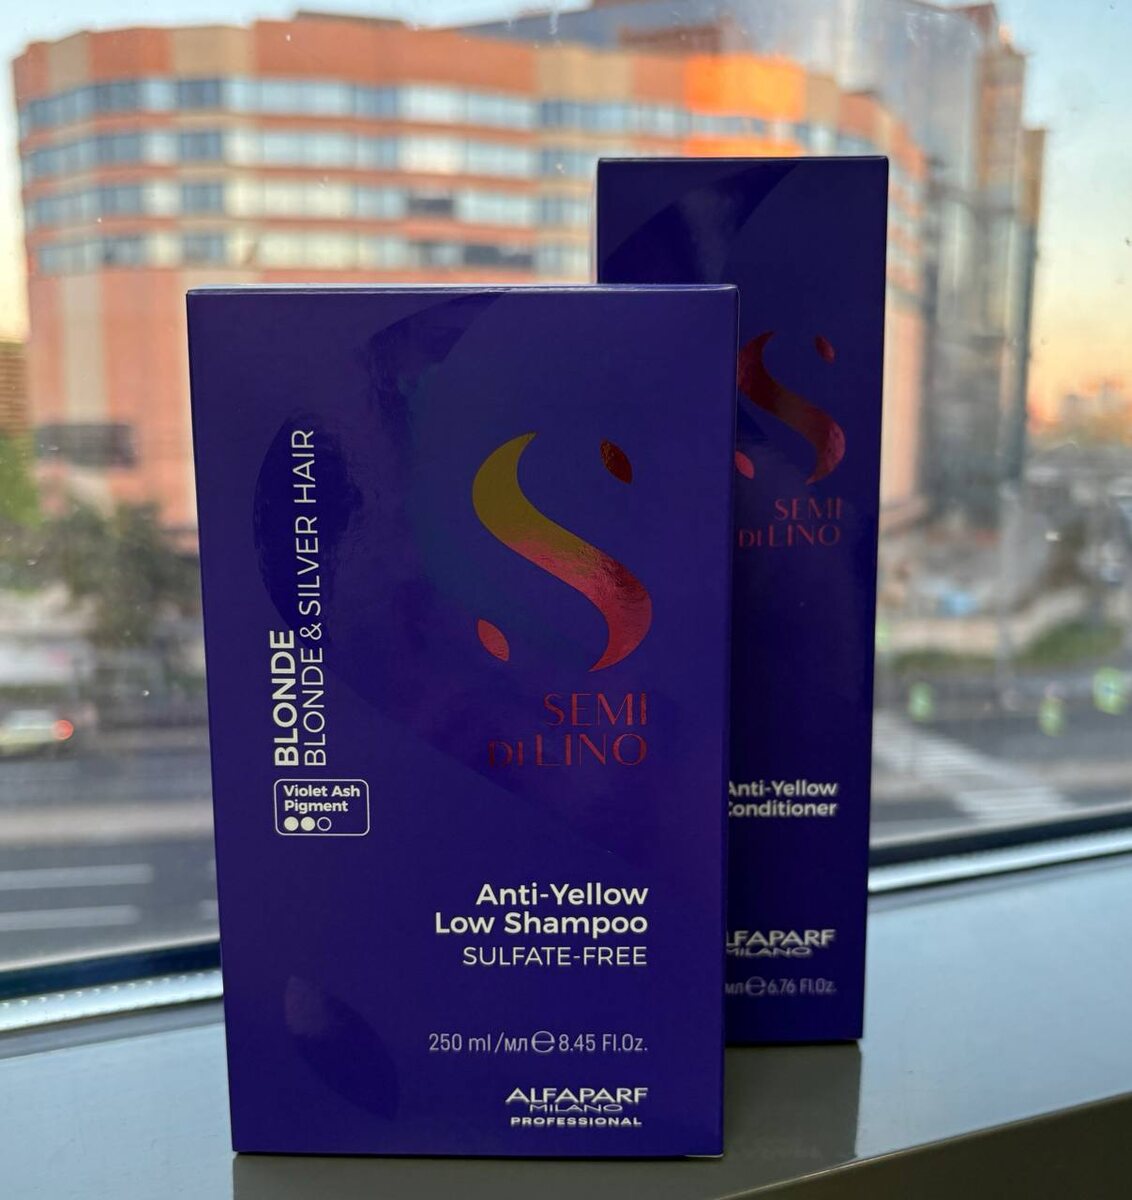 BLONDE
BLONDE & SILVER HAIR
Violet Ash
Pigment
SEMI
DI LINO
Anti-Yellow
Low Shampoo
SULFATE-FREE
250 ml/мл ℮ 8.45 Fl.Oz.
ALFAPARF
MILANO
PROFESSIONAL
SEMI
DI LINO
Anti-Yellow
Conditioner
LFAPARF
MILANO
мл ℮ 6.76 Fl.Oz.